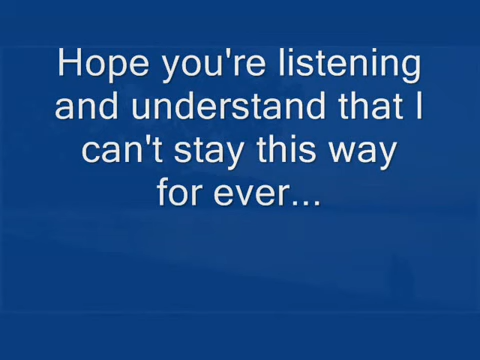 Hope you're listening
and understand that I
can't stay this way
for ever...